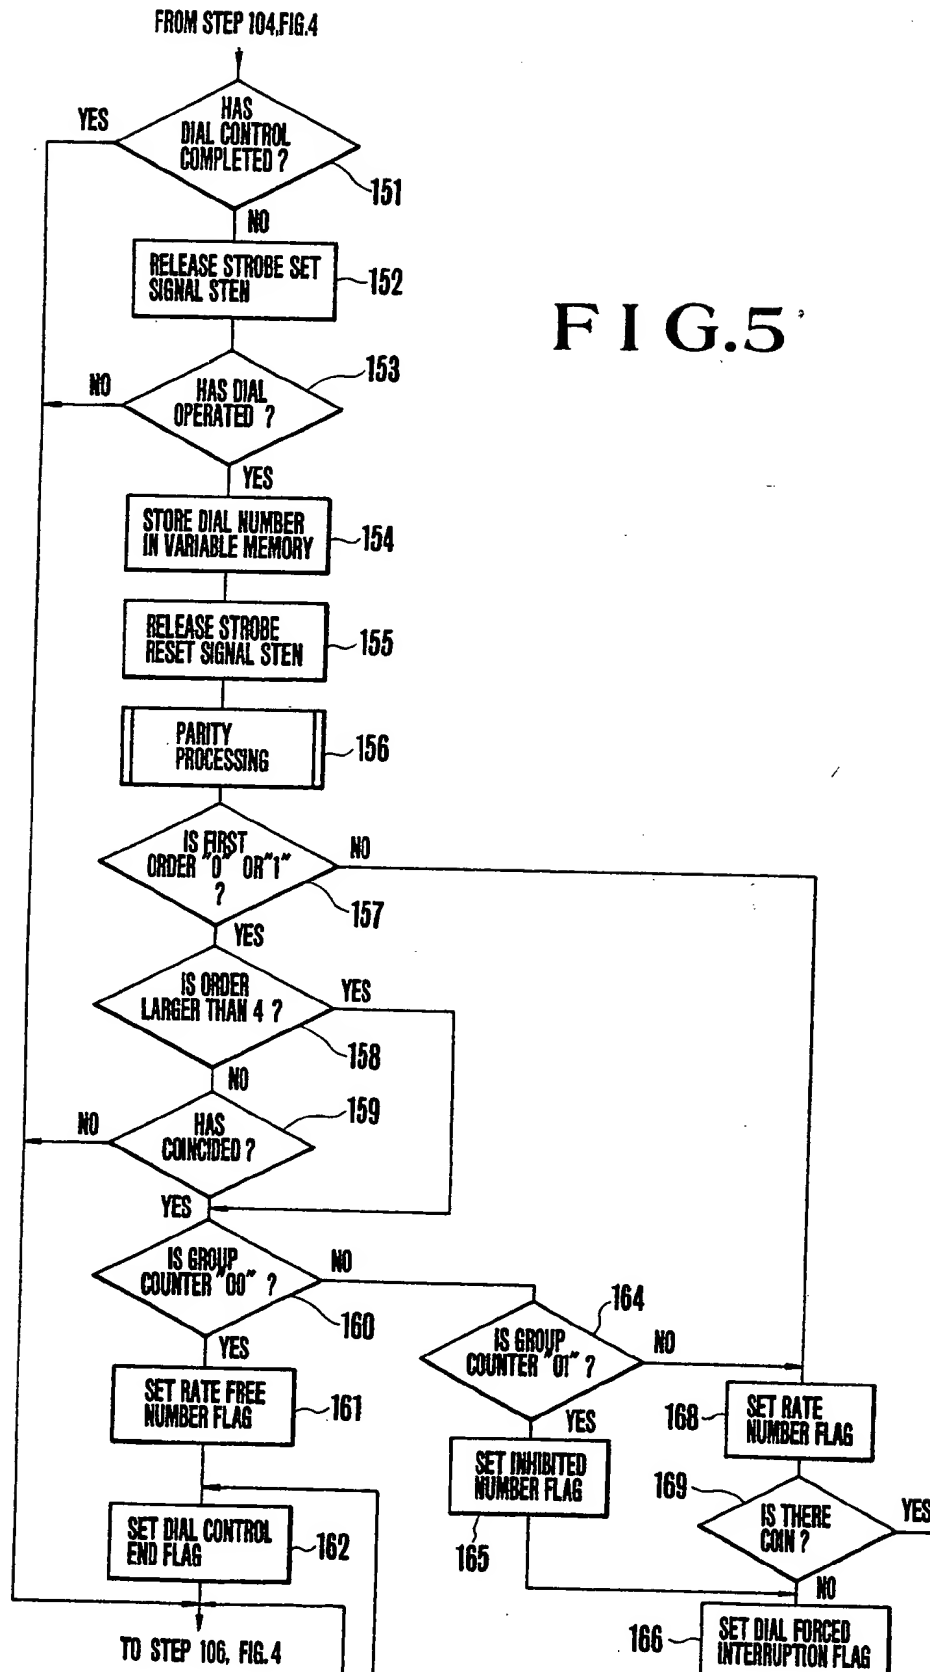 FROM STEP 104, FIG.4
YES
HAS
DIAL CONTROL
COMPLETED ?
151
NO
RELEASE STROBE SET
SIGNAL STEN
152
FIG.5
153
NO
HAS DIAL
OPERATED ?
YES
STORE DIAL NUMBER
IN VARIABLE MEMORY
154
RELEASE STROBE
RESET SIGNAL STEN
155
PARITY
PROCESSING
156
IS FIRST
ORDER "0" OR "1"
?
NO
157
YES
IS ORDER
LARGER THAN 4 ?
YES
158
NO
159
NO
HAS
COINCIDED ?
YES
IS GROUP
COUNTER "00" ?
NO
160
164
YES
IS GROUP
COUNTER "01" ?
NO
SET RATE FREE
NUMBER FLAG
161
YES
168
SET RATE
NUMBER FLAG
SET INHIBITED
NUMBER FLAG
165
169
IS THERE
COIN ?
YES
SET DIAL CONTROL
END FLAG
162
NO
166
SET DIAL FORCED
INTERRUPTION FLAG
TO STEP 106, FIG.4